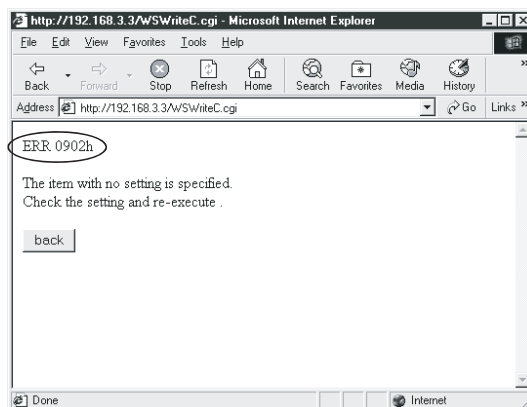 http://192.168.3.3/WSWriteC.cgi - Microsoft Internet Explorer
File Edit View Favorites Tools Help
Back Forward Stop Refresh Home Search Favorites Media History »
Address http://192.168.3.3/WSWriteC.cgi Go Links »
ERR 0902h
The item with no setting is specified.
Check the setting and re-execute .
back
Done Internet